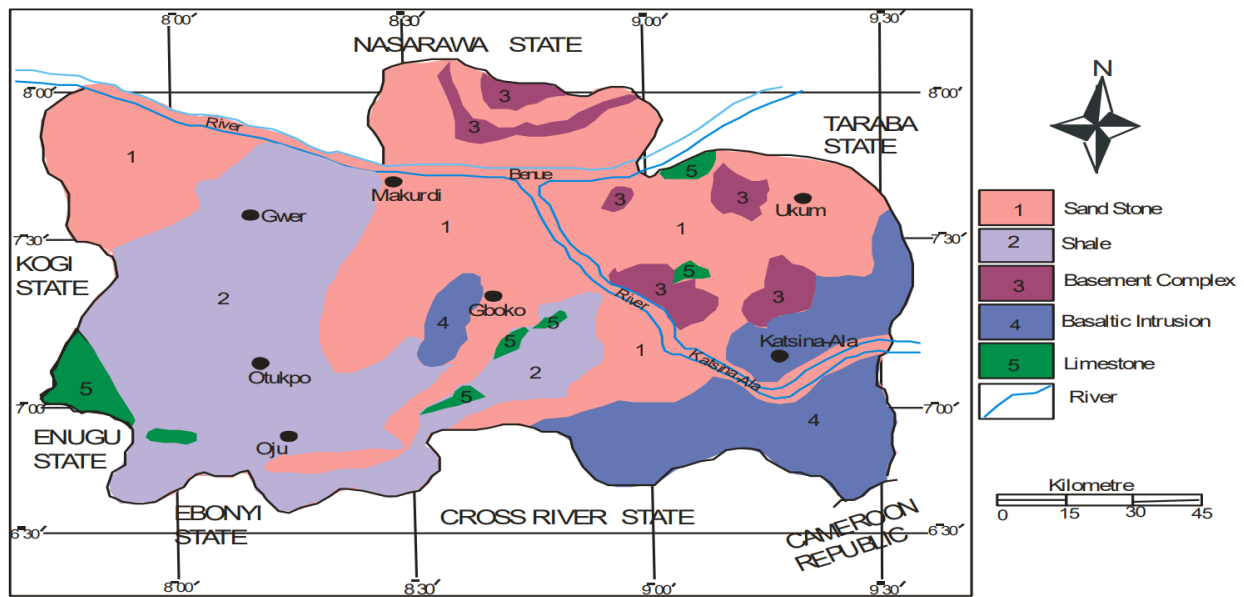 8°00′ 8°30′ 9°00′ 9°30′
NASARAWA STATE
N
8°00′ 8°00′
3
3
River
TARABA
STATE
1
Benue
5
Makurdi
3
3
Ukum
1 Sand Stone
Gwer
1
1
7°30′ 7°30′
2 Shale
KOGI
STATE
5
3 Basement Complex
2
3
3
River
Gboko
4
5
4 Basaltic Intrusion
5
1
Katsina-Ala
Katsina-Ala
5 Limestone
Otukpo
2
5
5
River
7°00′ 7°00′
4
ENUGU
STATE
Oju
Kilometre
0 15 30 45
EBONYI
STATE
CROSS RIVER STATE
CAMEROON
REPUBLIC
6°30′ 6°30′
8°00′ 8°30′ 9°00′ 9°30′